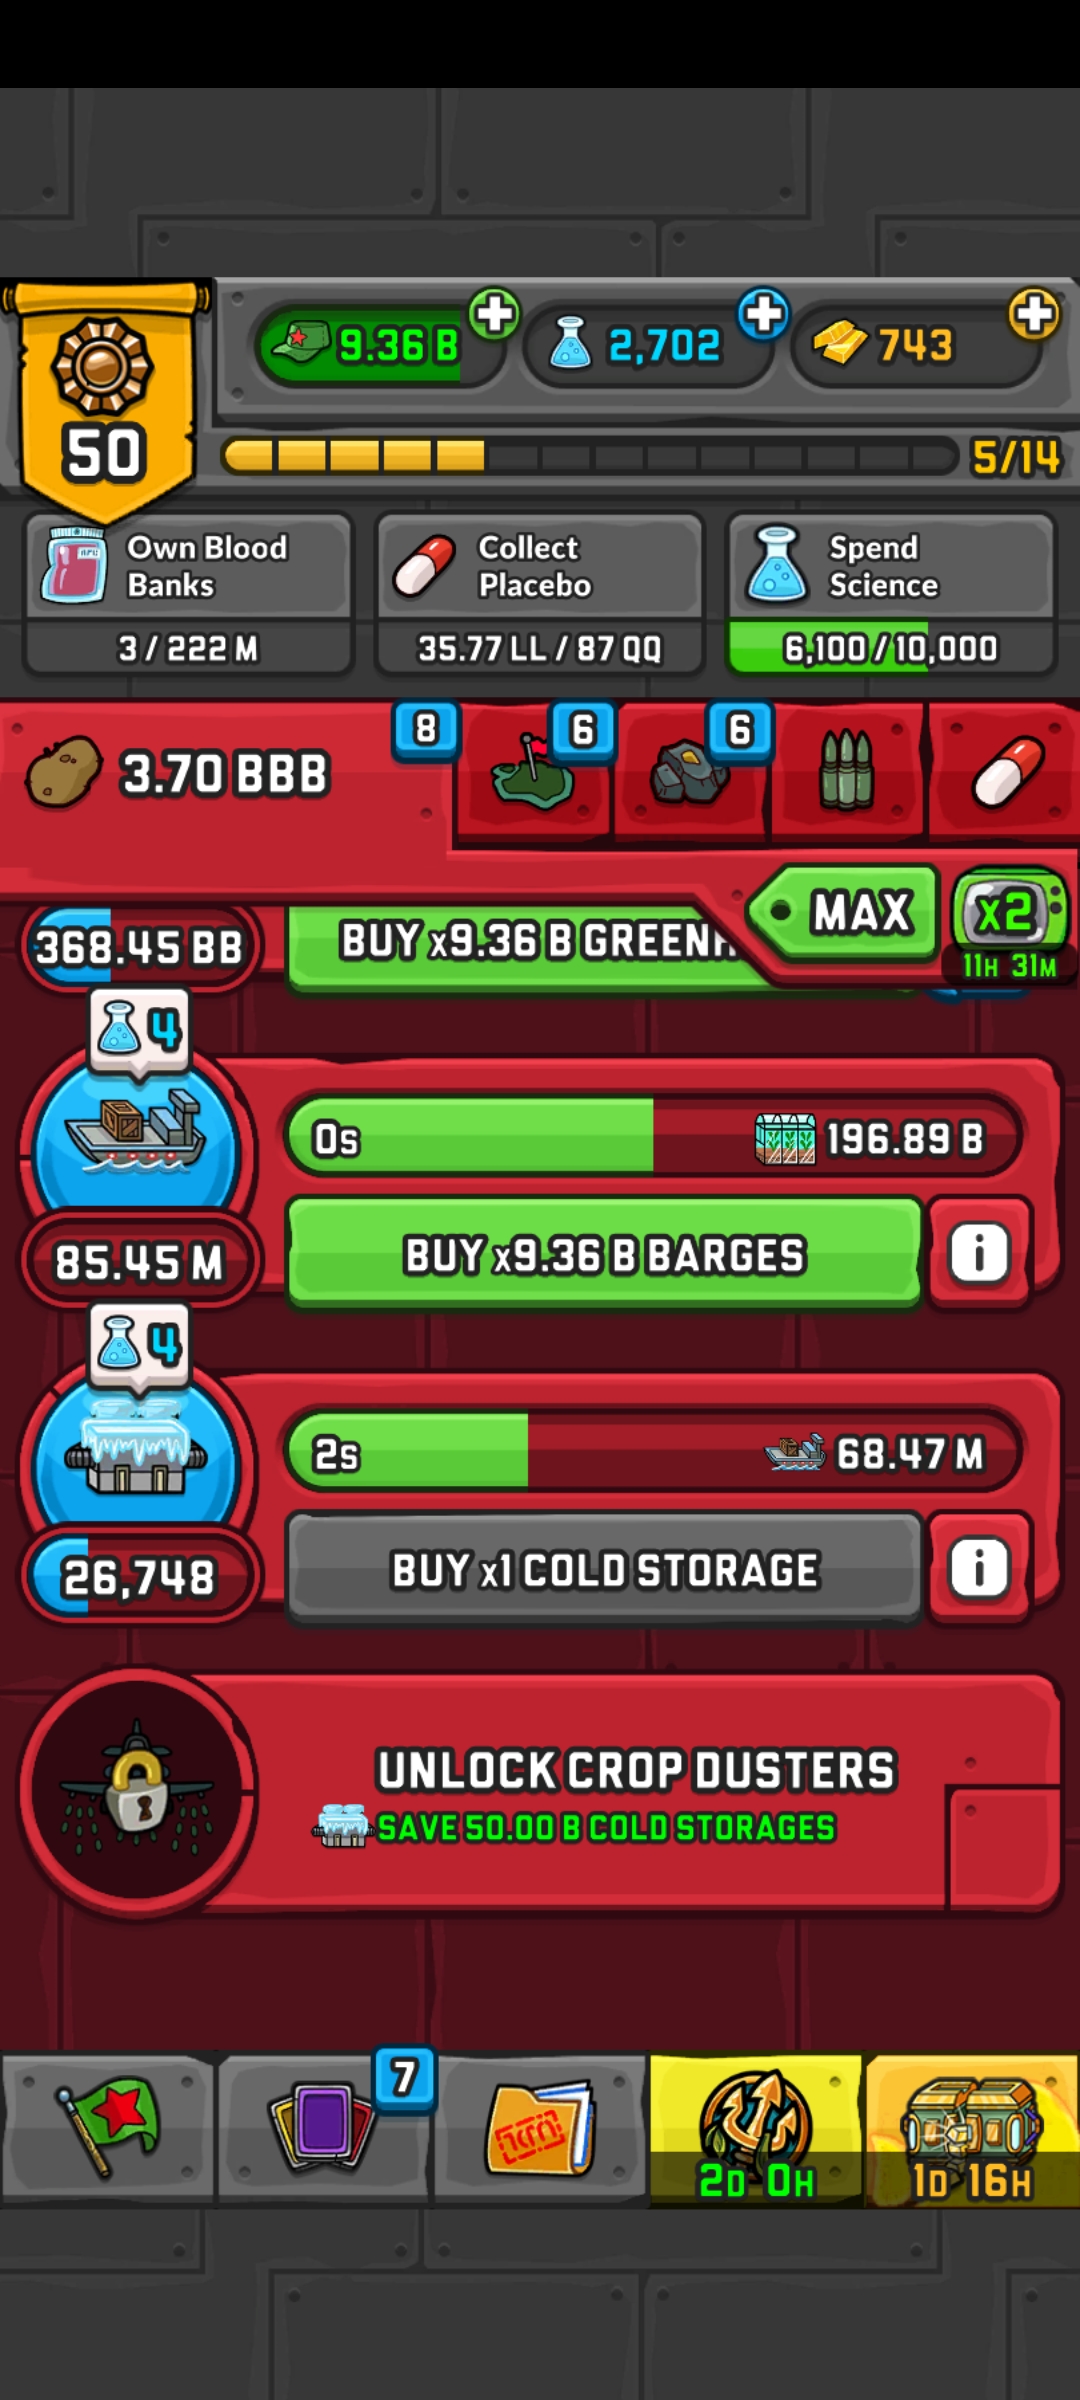 9.36 B
2,702
743
50
5/14
Own Blood
Banks
3 / 222 M
Collect
Placebo
35.77 LL / 87 QQ
Spend
Science
6,100 / 10,000
3.70 BBB
8
6
6
MAX
x2
11H 31M
368.45 BB
BUY x9.36 B GREENH
4
0s
196.89 B
85.45 M
BUY x9.36 B BARGES
i
4
2s
68.47 M
26,748
BUY x1 COLD STORAGE
i
UNLOCK CROP DUSTERS
SAVE 50.00 B COLD STORAGES
7
2D 0H
1D 16H